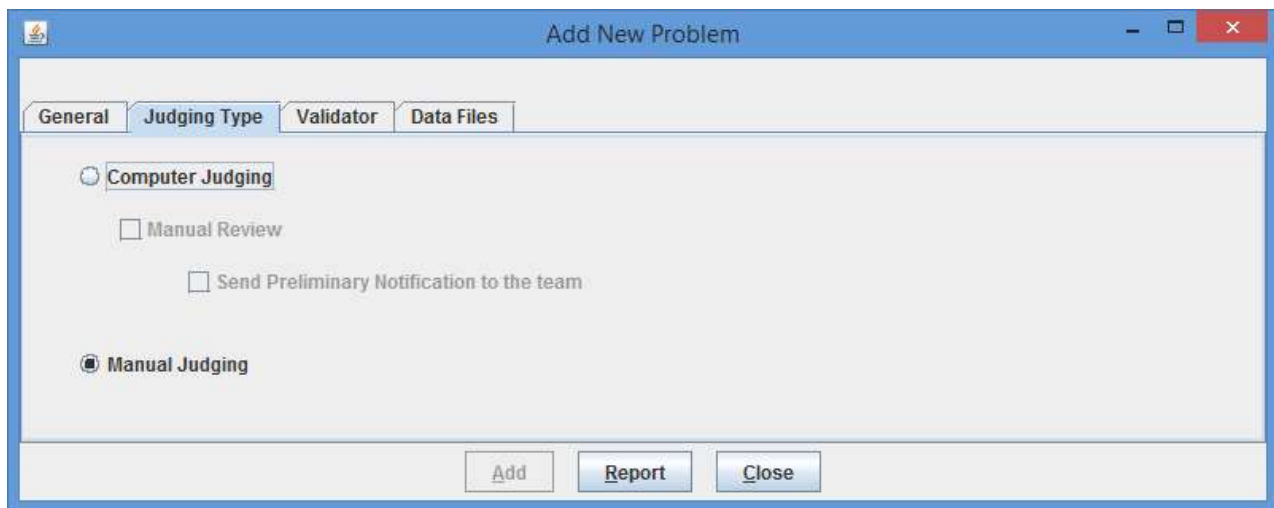 Add New Problem
General Judging Type Validator Data Files
Computer Judging
Manual Review
Send Preliminary Notification to the team
Manual Judging
Add Report Close